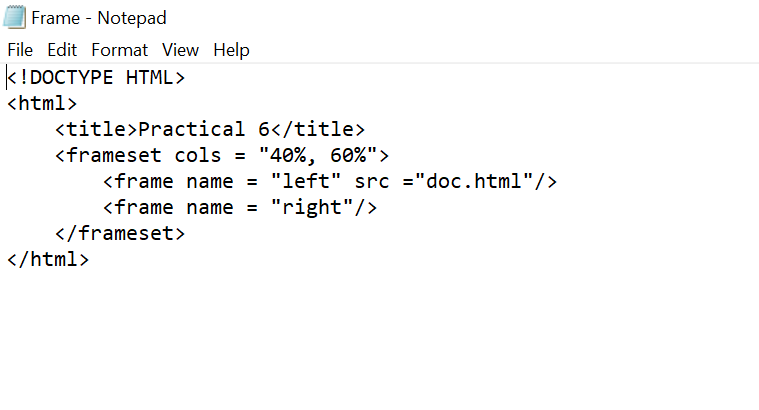 Frame - Notepad
File Edit Format View Help
<!DOCTYPE HTML>
<html>
    <title>Practical 6</title>
    <frameset cols = "40%, 60%">
        <frame name = "left" src ="doc.html"/>
        <frame name = "right"/>
    </frameset>
</html>